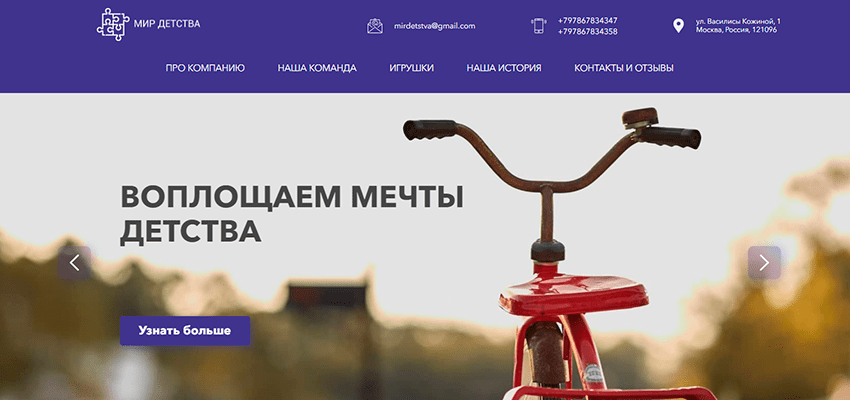 МИР ДЕТСТВА
mirdetstva@gmail.com
+797867834347
+797867834358
ул. Василисы Кожиной, 1
Москва, Россия, 121096
ПРО КОМПАНИЮ НАША КОМАНДА ИГРУШКИ НАША ИСТОРИЯ КОНТАКТЫ И ОТЗЫВЫ
ВОПЛОЩАЕМ МЕЧТЫ
ДЕТСТВА
Узнать больше